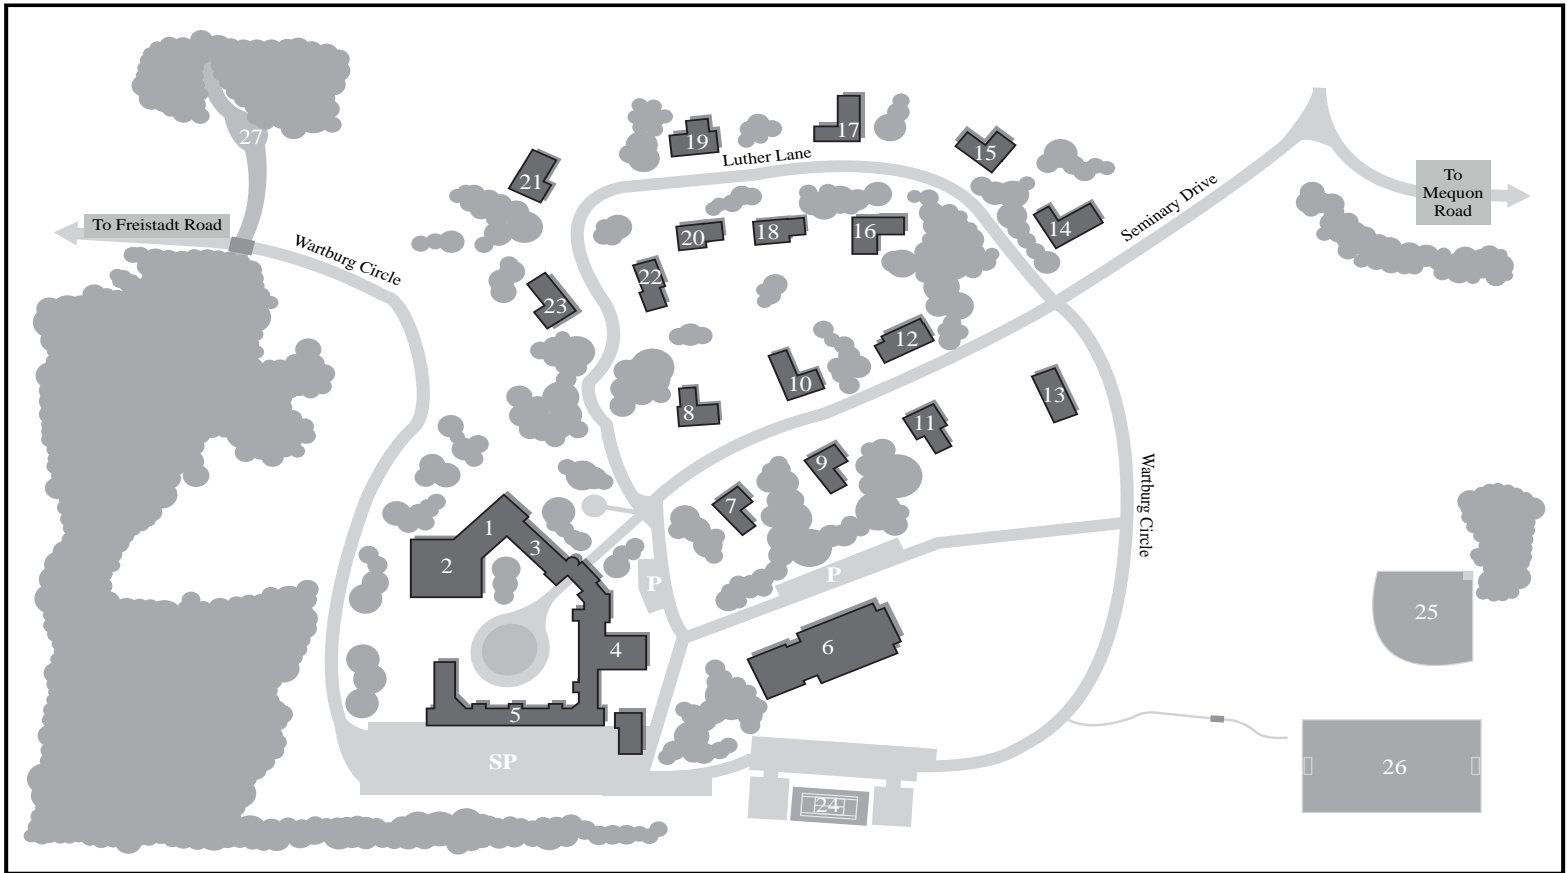 27
19
17
Luther Lane
15
21
To
Mequon
Road
To Freistadt Road
Seminary Drive
Wartburg Circle
14
20
18
16
22
23
12
10
13
8
11
9
7
Wartburg Circle
1
3
2
P
P
25
4
6
5
SP
26
24